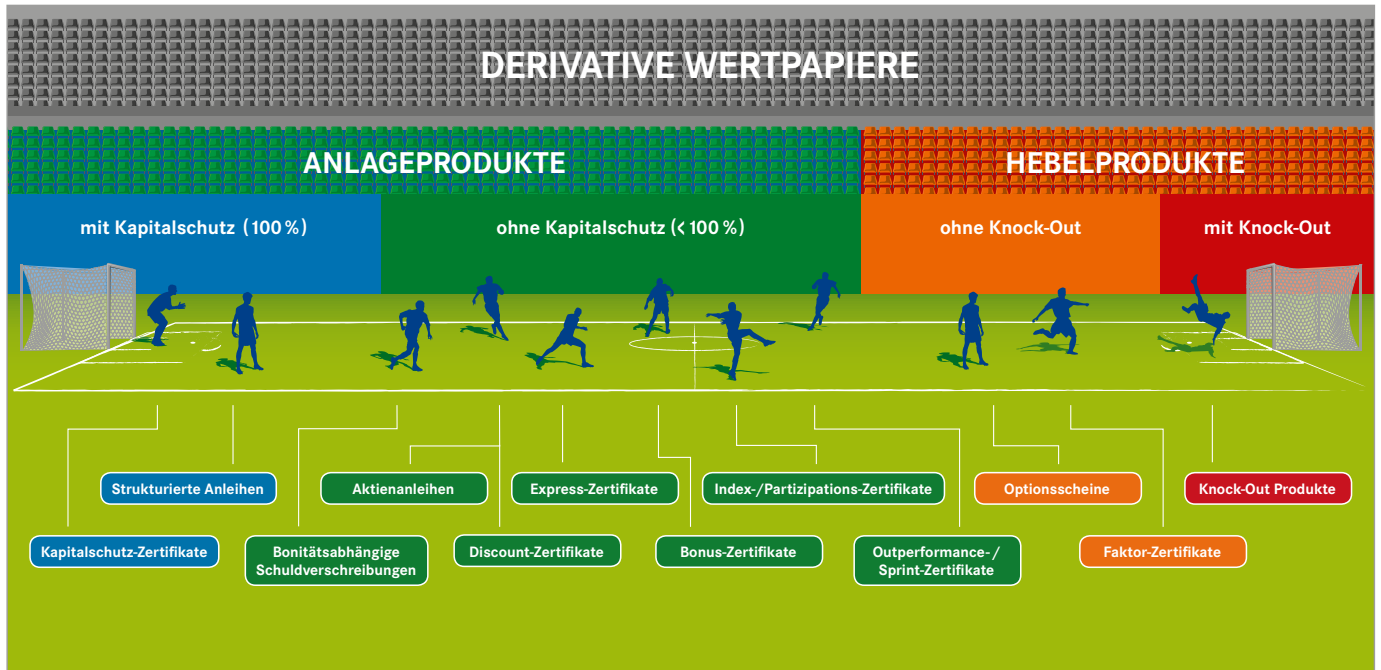 DERIVATIVE WERTPAPIERE
ANLAGEPRODUKTE
HEBELPRODUKTE
mit Kapitalschutz (100 %)
ohne Kapitalschutz (< 100 %)
ohne Knock-Out
mit Knock-Out
Strukturierte Anleihen
Aktienanleihen
Express-Zertifikate
Index-/Partizipations-Zertifikate
Optionsscheine
Knock-Out Produkte
Kapitalschutz-Zertifikate
Bonitätsabhängige
Schuldverschreibungen
Discount-Zertifikate
Bonus-Zertifikate
Outperformance-/
Sprint-Zertifikate
Faktor-Zertifikate